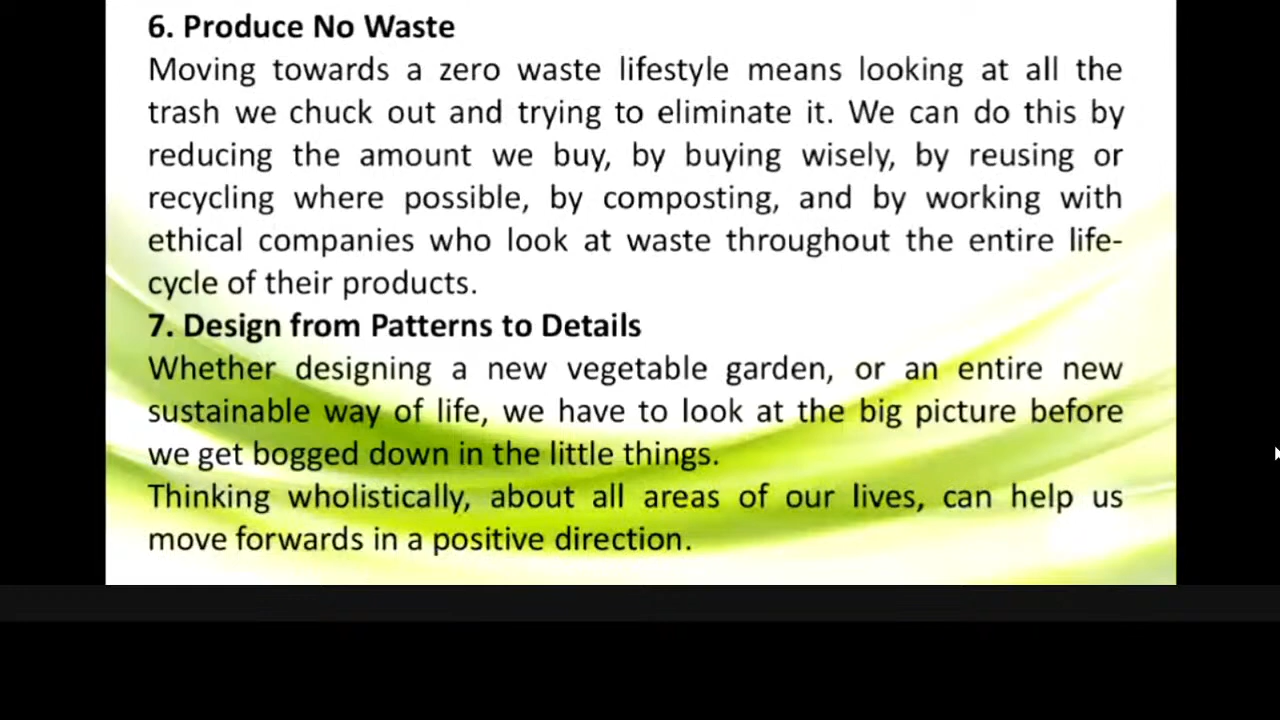 6. Produce No Waste
Moving towards a zero waste lifestyle means looking at all the
trash we chuck out and trying to eliminate it. We can do this by
reducing the amount we buy, by buying wisely, by reusing or
recycling where possible, by composting, and by working with
ethical companies who look at waste throughout the entire life-
cycle of their products.
7. Design from Patterns to Details
Whether designing a new vegetable garden, or an entire new
sustainable way of life, we have to look at the big picture before
we get bogged down in the little things.
Thinking wholistically, about all areas of our lives, can help us
move forwards in a positive direction.